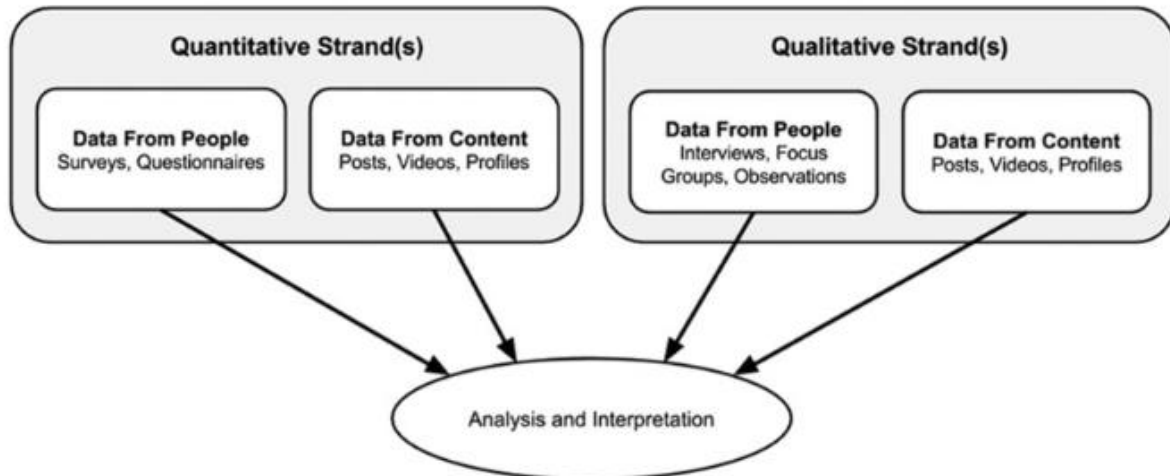 Quantitative Strand(s)
Data From People
Surveys, Questionnaires
Data From Content
Posts, Videos, Profiles
Qualitative Strand(s)
Data From People
Interviews, Focus
Groups, Observations
Data From Content
Posts, Videos, Profiles
Analysis and Interpretation